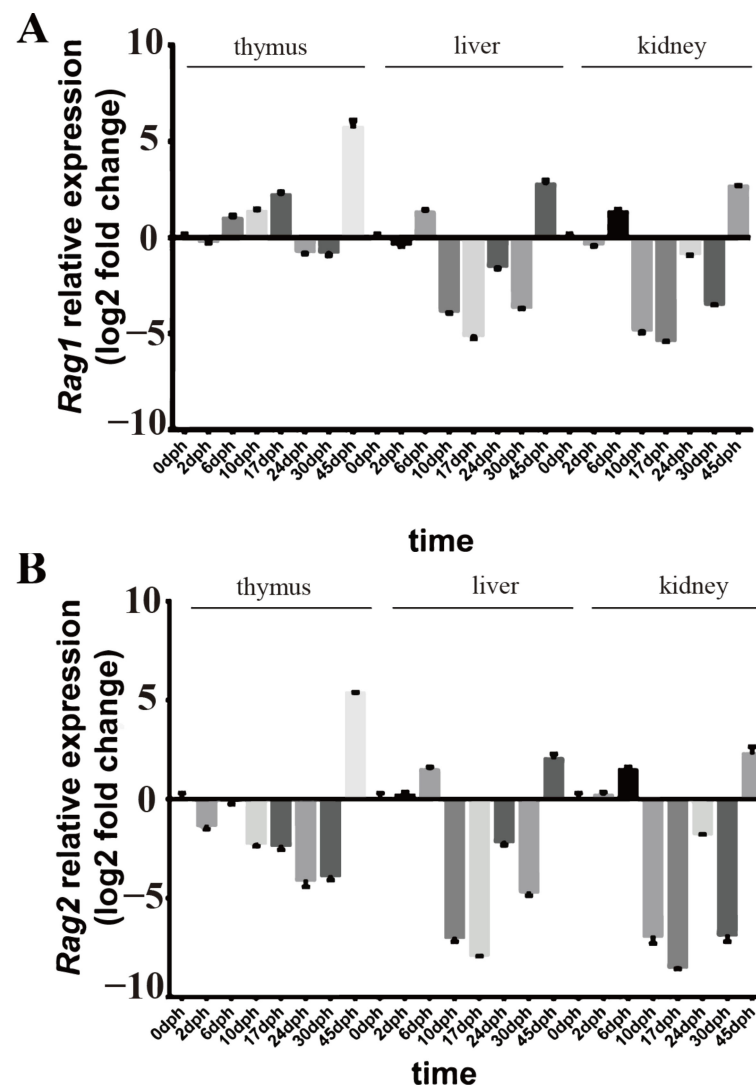 A
thymus liver kidney
10
5
0
−5
−10
Rag1 relative expression
(log2 fold change)
0dph 2dph 6dph 10dph 17dph 24dph 30dph 45dph 0dph 2dph 6dph 10dph 17dph 24dph 30dph 45dph 0dph 2dph 6dph 10dph 17dph 24dph 30dph 45dph
time
B
thymus liver kidney
10
5
0
−5
−10
Rag2 relative expression
(log2 fold change)
0dph 2dph 6dph 10dph 17dph 24dph 30dph 45dph 0dph 2dph 6dph 10dph 17dph 24dph 30dph 45dph 0dph 2dph 6dph 10dph 17dph 24dph 30dph 45dph
time